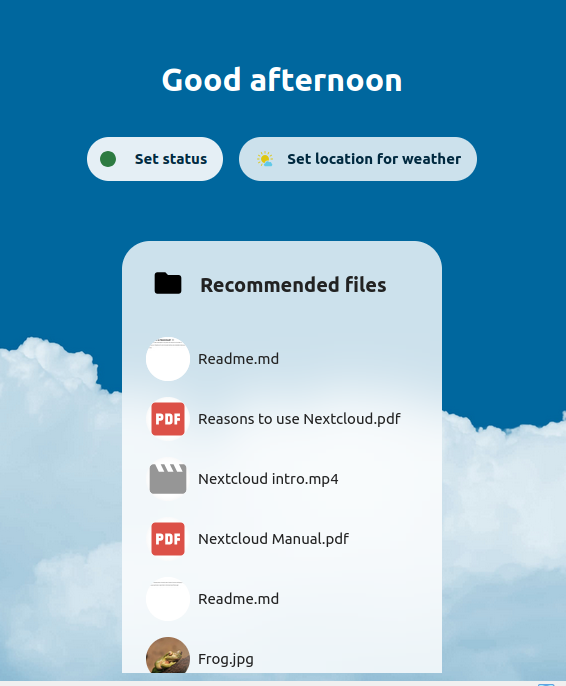 Good afternoon
Set status
Set location for weather
Recommended files
Readme.md
PDF
Reasons to use Nextcloud.pdf
Nextcloud intro.mp4
PDF
Nextcloud Manual.pdf
Readme.md
Frog.jpg